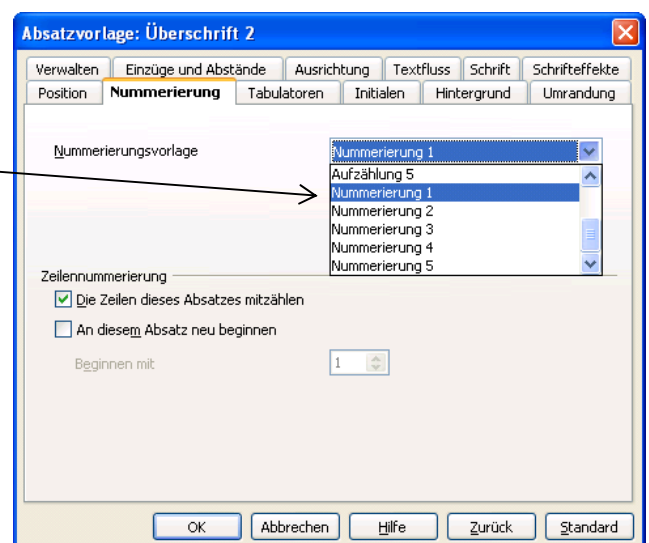 Absatzvorlage: Überschrift 2
Verwalten Einzüge und Abstände Ausrichtung Textfluss Schrift Schrifteffekte
Position Nummerierung Tabulatoren Initialen Hintergrund Umrandung
Nummerierungsvorlage Nummerierung 1
Aufzählung 5
Nummerierung 1
Nummerierung 2
Nummerierung 3
Nummerierung 4
Nummerierung 5
Zeilennummerierung
Die Zeilen dieses Absatzes mitzählen
An diesem Absatz neu beginnen
Beginnen mit 1
OK Abbrechen Hilfe Zurück Standard